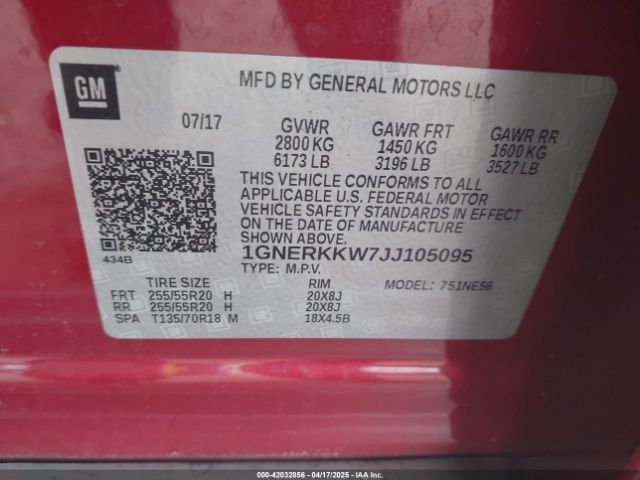 GM
MFD BY GENERAL MOTORS LLC
07/17 GVWR GAWR FRT GAWR RR
2800 KG 1450 KG 1600 KG
6173 LB 3196 LB 3527 LB
THIS VEHICLE CONFORMS TO ALL
APPLICABLE U.S. FEDERAL MOTOR
VEHICLE SAFETY STANDARDS IN EFFECT
ON THE DATE OF MANUFACTURE
SHOWN ABOVE.
434B
1GNERKKW7JJ105095
TYPE: M.P.V. MODEL: 751NE56
TIRE SIZE RIM
FRT 255/55R20 H 20X8J
RR 255/55R20 H 20X8J
SPA T135/70R18 M 18X4.5B
000-42032856 - 04/17/2025 - IAA Inc.